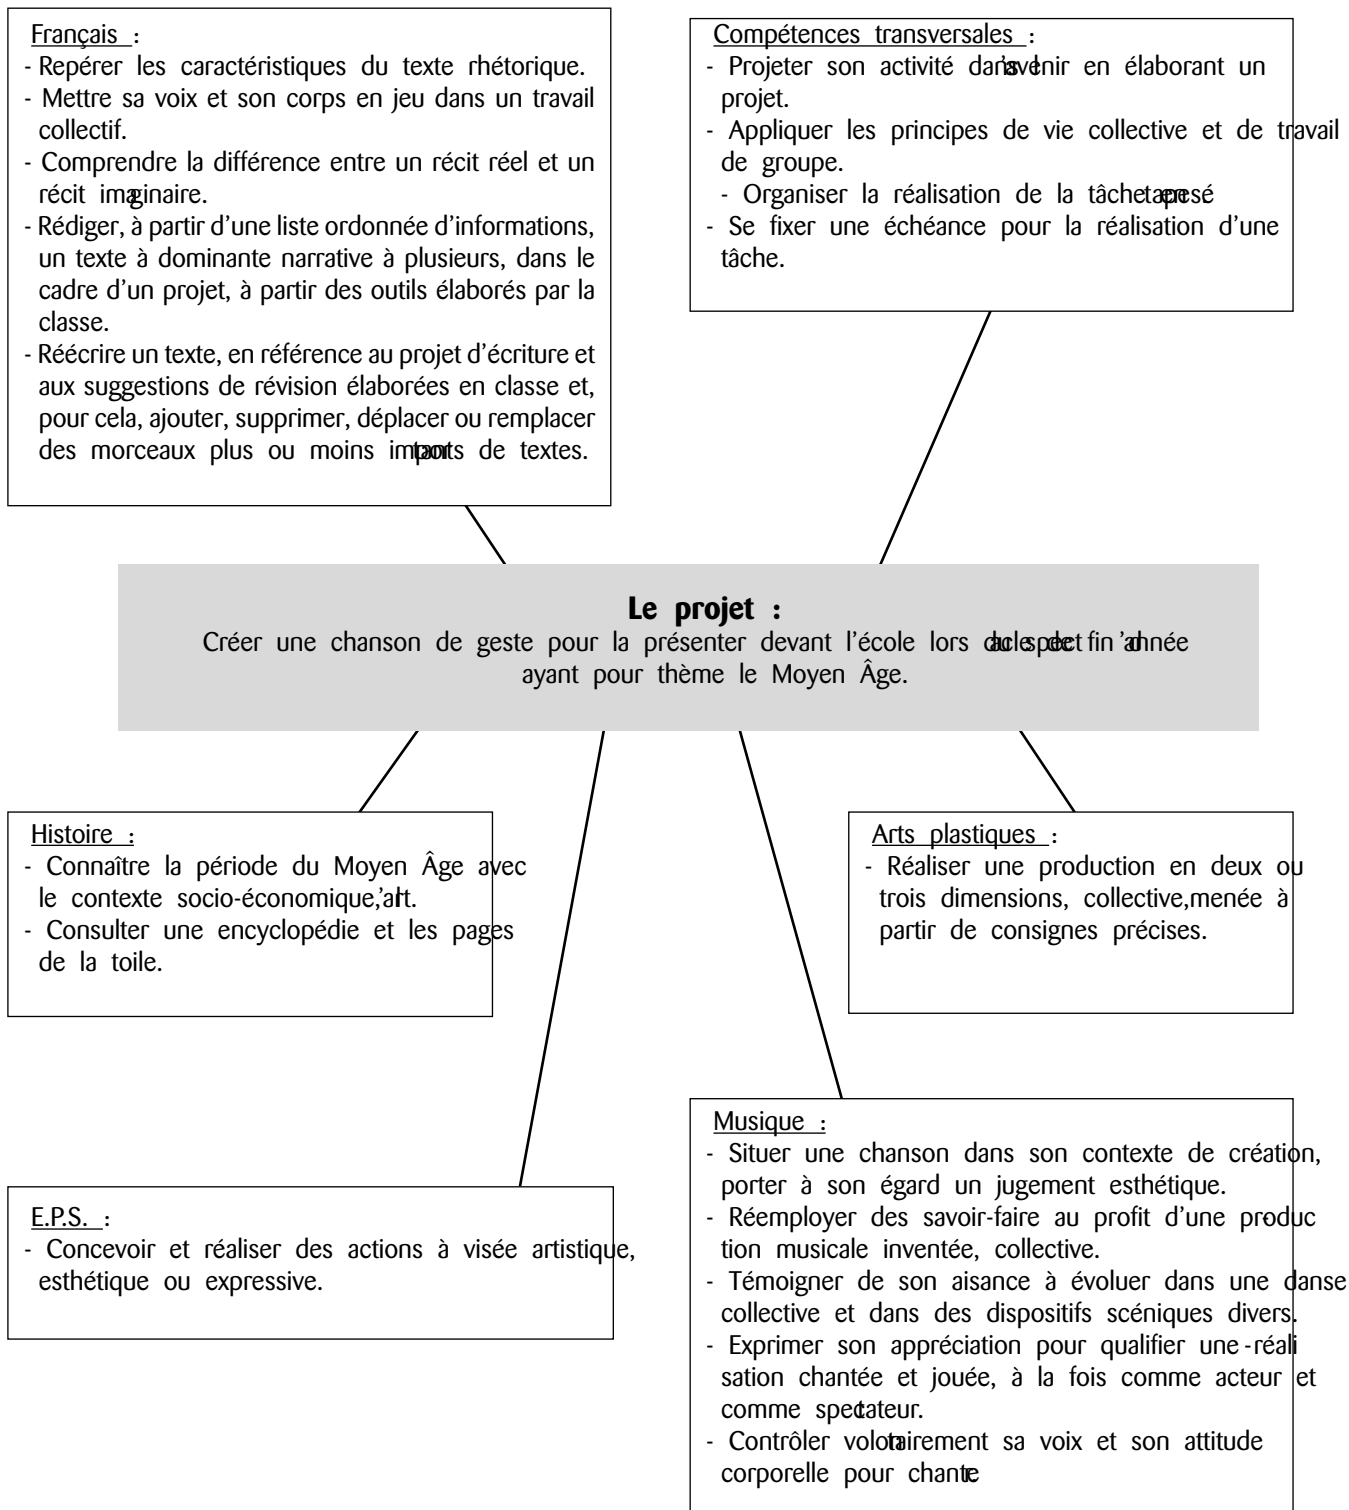 Français :
- Repérer les caractéristiques du texte rhétorique.
- Mettre sa voix et son corps en jeu dans un travail
collectif.
- Comprendre la différence entre un récit réel et un
récit imaginaire.
- Rédiger, à partir d'une liste ordonnée d'informations,
un texte à dominante narrative à plusieurs, dans le
cadre d'un projet, à partir des outils élaborés par la
classe.
- Réécrire un texte, en référence au projet d'écriture et
aux suggestions de révision élaborées en classe et,
pour cela, ajouter, supprimer, déplacer ou remplacer
des morceaux plus ou moins importants de textes.
Compétences transversales :
- Projeter son activité dans l'avenir en élaborant un
projet.
- Appliquer les principes de vie collective et de travail
de groupe.
- Organiser la réalisation de la tâche en étapes
- Se fixer une échéance pour la réalisation d'une
tâche.
Le projet :
Créer une chanson de geste pour la présenter devant l'école lors du spectacle de fin d'année
ayant pour thème le Moyen Âge.
Histoire :
- Connaître la période du Moyen Âge avec
le contexte socio-économique, l'art.
- Consulter une encyclopédie et les pages
de la toile.
Arts plastiques :
- Réaliser une production en deux ou
trois dimensions, collective,menée à
partir de consignes précises.
E.P.S. :
- Concevoir et réaliser des actions à visée artistique,
esthétique ou expressive.
Musique :
- Situer une chanson dans son contexte de création,
porter à son égard un jugement esthétique.
- Réemployer des savoir-faire au profit d'une produc-
tion musicale inventée, collective.
- Témoigner de son aisance à évoluer dans une danse
collective et dans des dispositifs scéniques divers.
- Exprimer son appréciation pour qualifier une réali-
sation chantée et jouée, à la fois comme acteur et
comme spectateur.
- Contrôler volontairement sa voix et son attitude
corporelle pour chanter